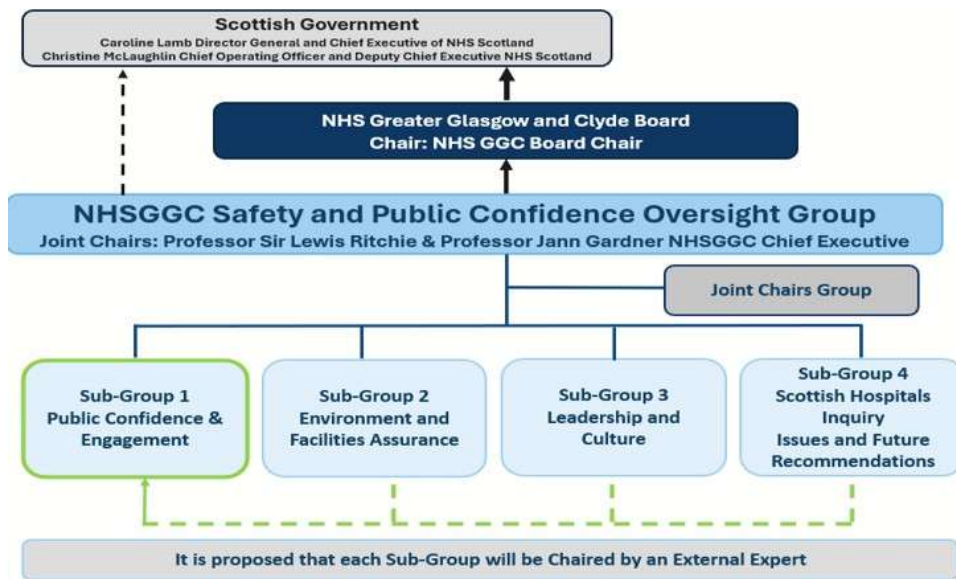 Scottish Government
Caroline Lamb Director General and Chief Executive of NHS Scotland
Christine McLaughlin Chief Operating Officer and Deputy Chief Executive NHS Scotland
NHS Greater Glasgow and Clyde Board
Chair: NHS GGC Board Chair
NHSGGC Safety and Public Confidence Oversight Group
Joint Chairs: Professor Sir Lewis Ritchie & Professor Jann Gardner NHSGGC Chief Executive
Joint Chairs Group
Sub-Group 1
Public Confidence &
Engagement
Sub-Group 2
Environment and
Facilities Assurance
Sub-Group 3
Leadership and
Culture
Sub-Group 4
Scottish Hospitals
Inquiry
Issues and Future
Recommendations
It is proposed that each Sub-Group will be Chaired by an External Expert